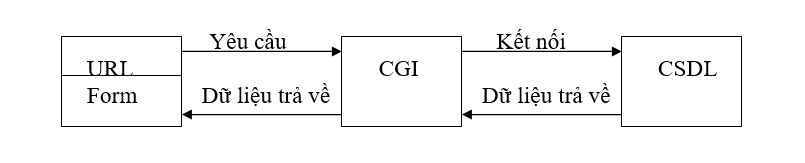 Yêu cầu
Kết nối
URL
CGI
CSDL
Form
Dữ liệu trả về
Dữ liệu trả về